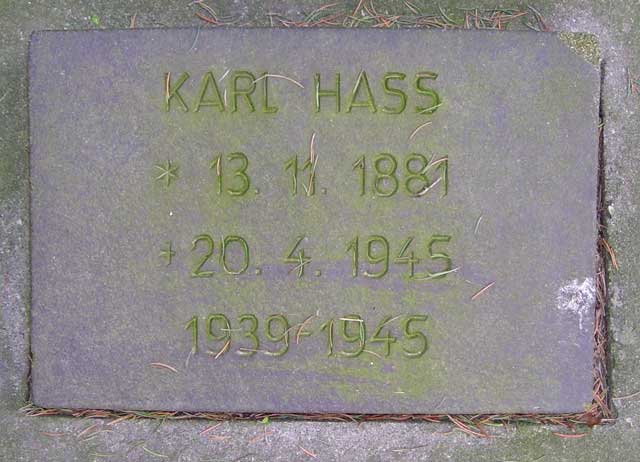 KARL HASS
* 13. 11. 1881
+ 20. 4. 1945
1939-1945